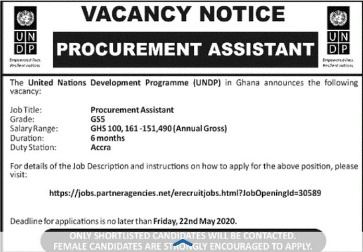 VACANCY NOTICE
PROCUREMENT ASSISTANT
U N
D P
Empowered lives.
Resilient nations.
U N
D P
Empowered lives.
Resilient nations.
The United Nations Development Programme (UNDP) in Ghana announces the following
vacancy:
Job Title: Procurement Assistant
Grade: GS5
Salary Range: GHS 100, 161 -151,490 (Annual Gross)
Duration: 6 months
Duty Station: Accra
For details of the Job Description and instructions on how to apply for the above position, please
visit:
https://jobs.partneragencies.net/erecruitjobs.html?JobOpeningId=30589
Deadline for applications is no later than Friday, 22nd May 2020.
ONLY SHORTLISTED CANDIDATES WILL BE CONTACTED.
FEMALE CANDIDATES ARE STRONGLY ENCOURAGED TO APPLY.